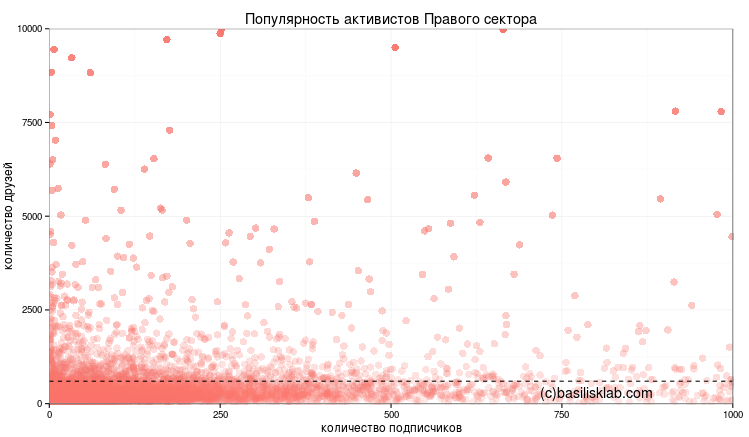 Популярность активистов Правого сектора
10000
7500
5000
2500
0
количество друзей
0
250
500
750
1000
количество подписчиков
(c)basilisklab.com